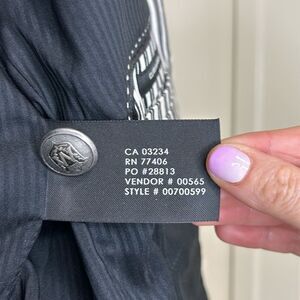 CA 03234
RN 77406
PO #28813
VENDOR # 00565
STYLE # 00700599